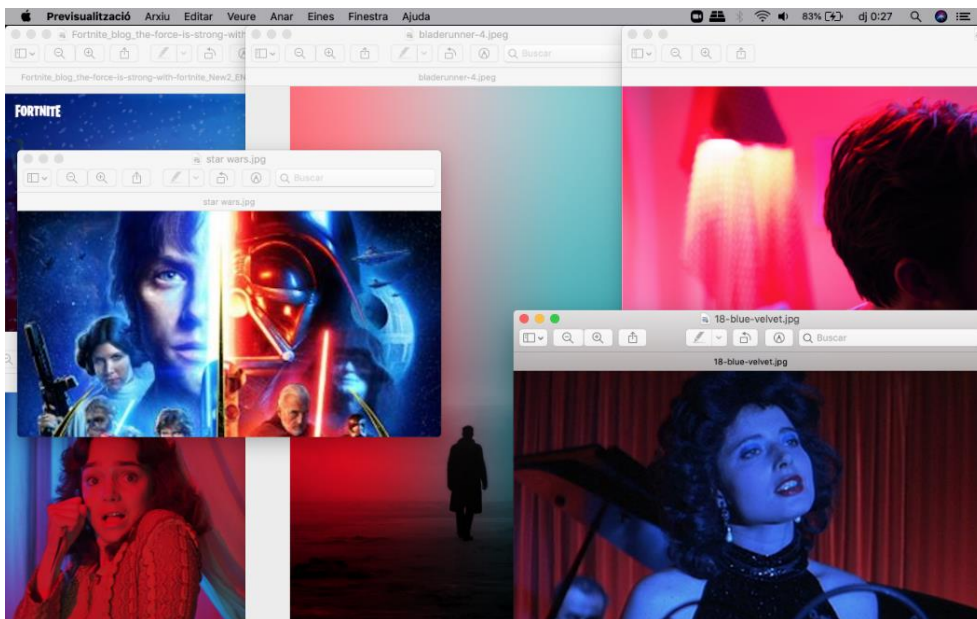 Previsualització Arxiu Editar Veure Anar Eines Finestra Ajuda 83% dj 0:27
Fortnite_blog_the-force-is-strong-with
bladerunner-4.jpeg
Buscar
Fortnite_blog_the-force-is-strong-with-fortnite_New2_EN
bladerunner-4.jpeg
FORTNITE
star wars.jpg
Buscar
star wars.jpg
18-blue-velvet.jpg
Buscar
18-blue-velvet.jpg